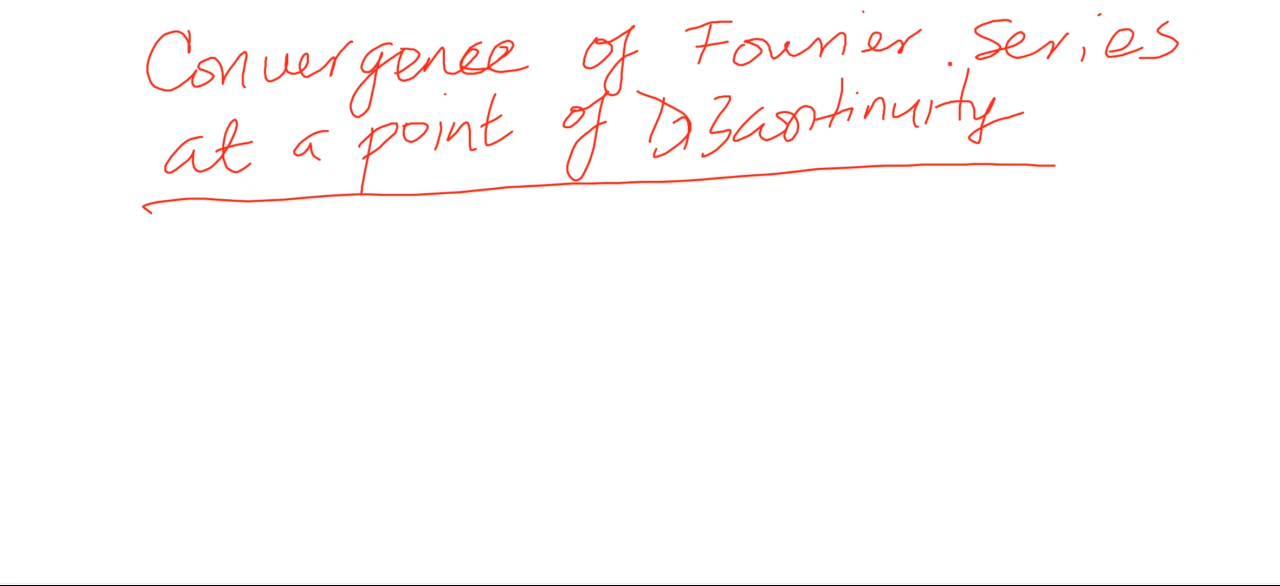 Convergence of Fourier Series
at a point of Discontinuity